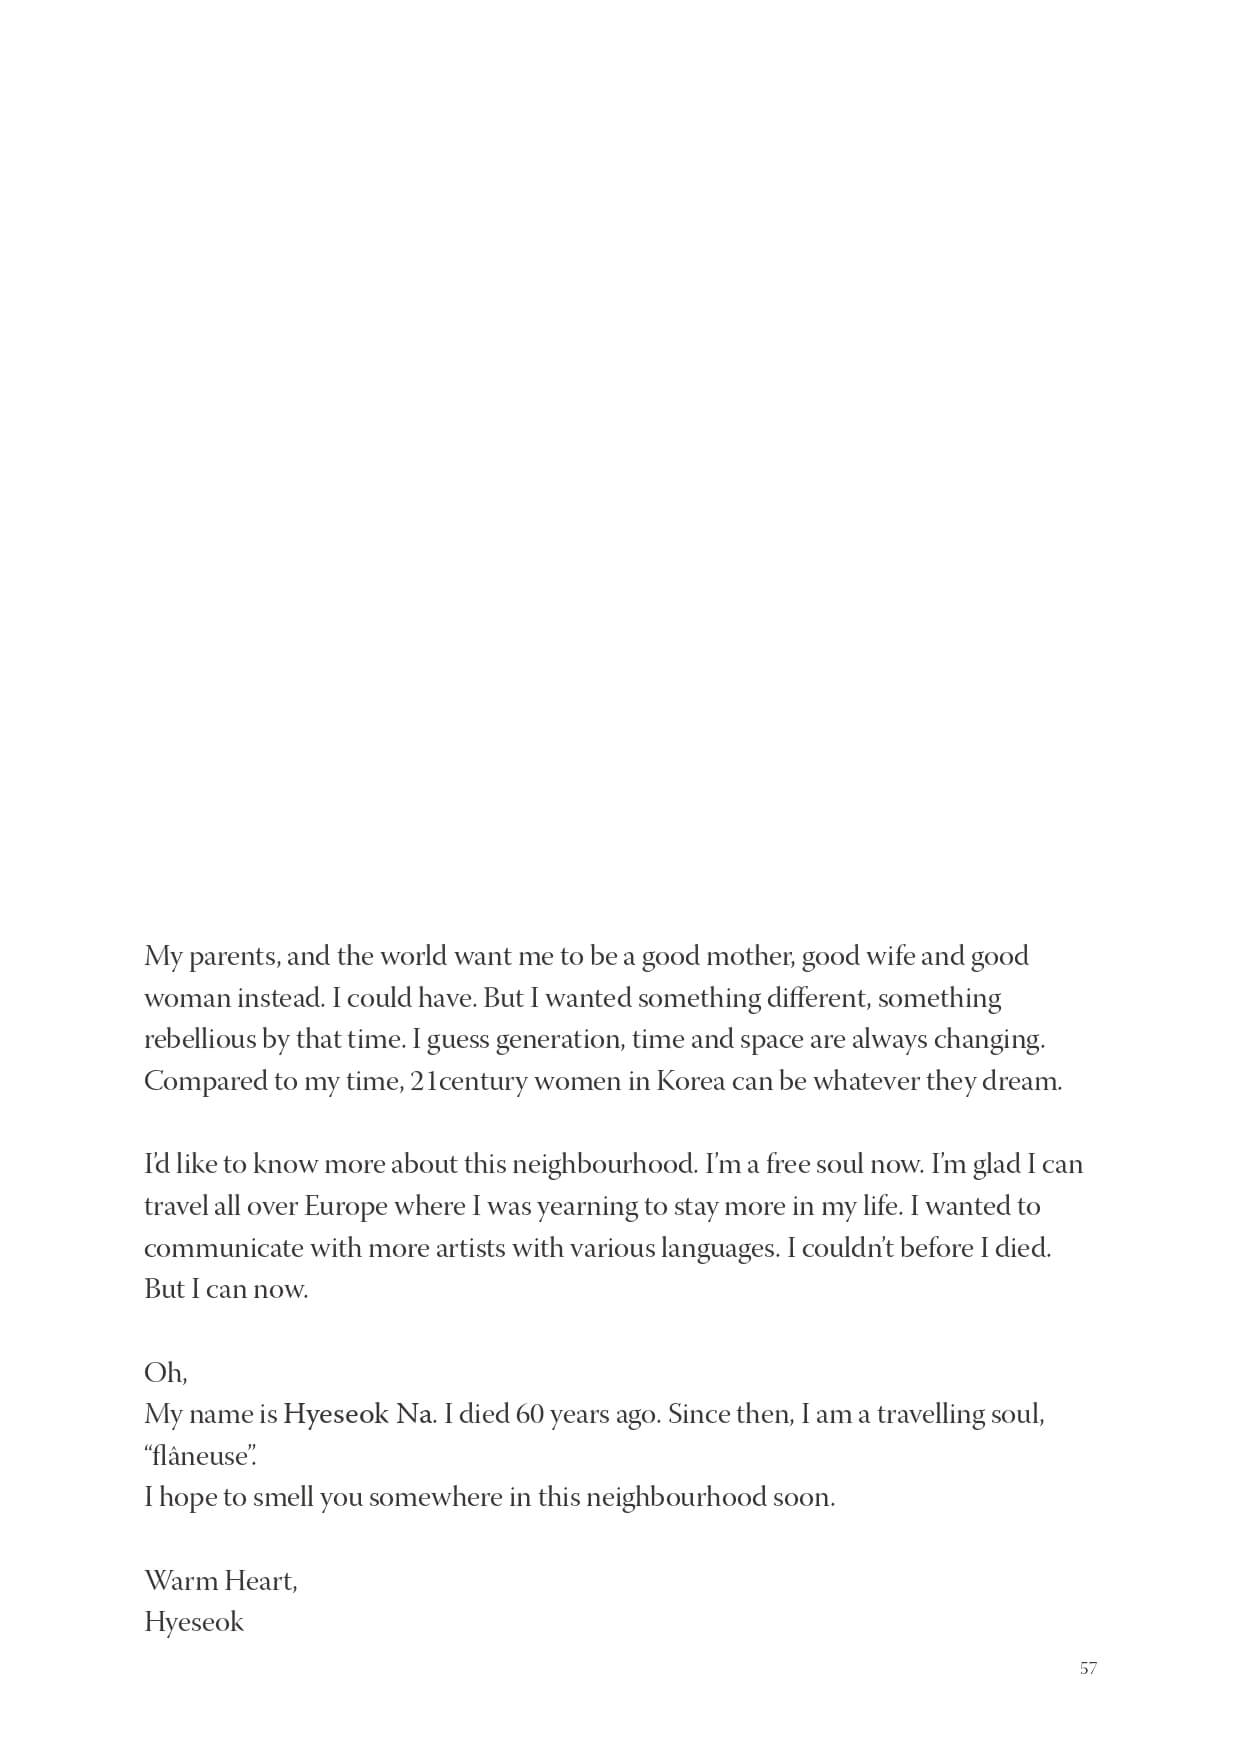 My parents, and the world want me to be a good mother, good wife and good
woman instead. I could have. But I wanted something different, something
rebellious by that time. I guess generation, time and space are always changing.
Compared to my time, 21century women in Korea can be whatever they dream.
I’d like to know more about this neighbourhood. I’m a free soul now. I’m glad I can
travel all over Europe where I was yearning to stay more in my life. I wanted to
communicate with more artists with various languages. I couldn’t before I died.
But I can now.
Oh,
My name is Hyeseok Na. I died 60 years ago. Since then, I am a travelling soul,
“flâneuse”.
I hope to smell you somewhere in this neighbourhood soon.
Warm Heart,
Hyeseok
57